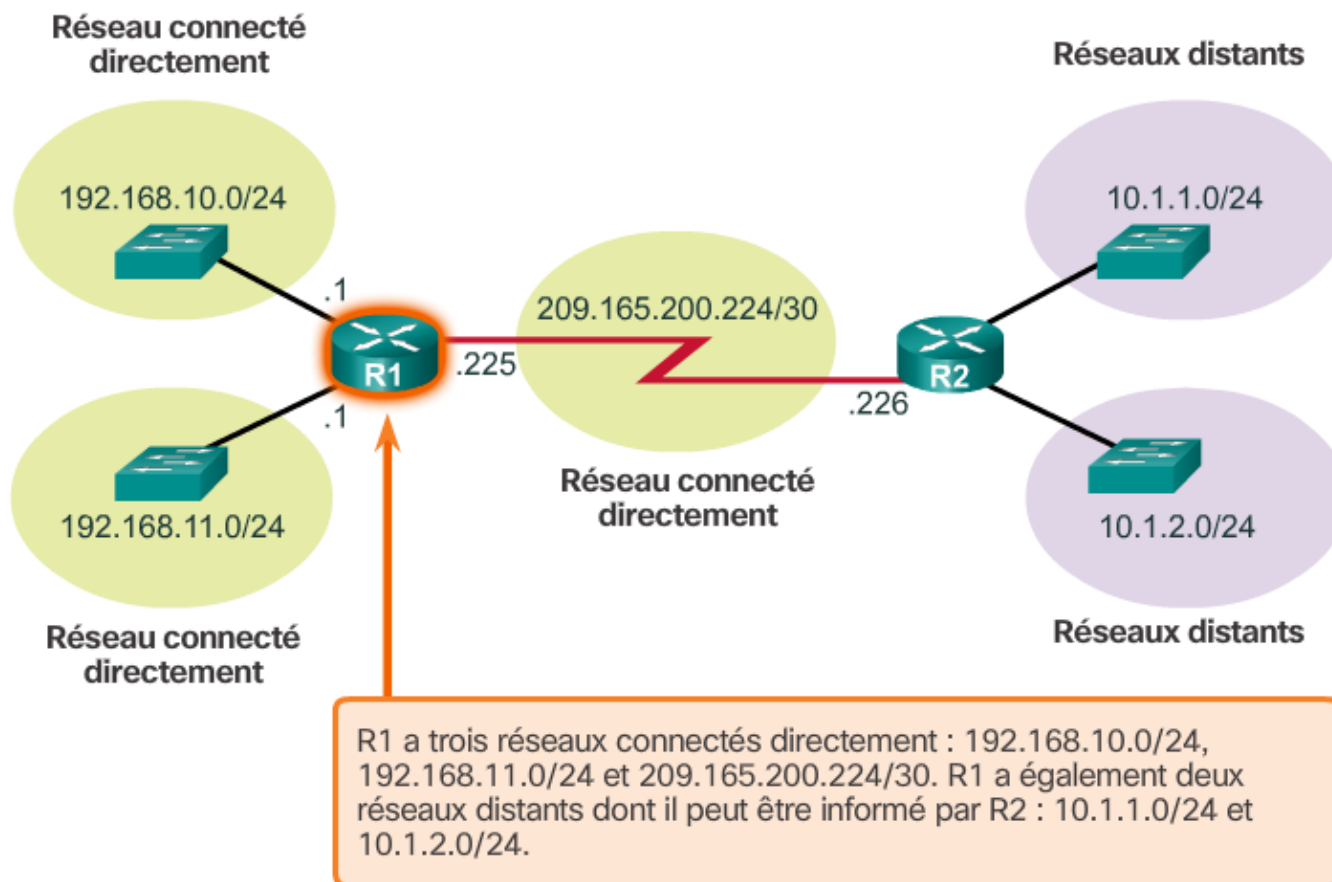 Réseau connecté
directement
Réseaux distants
192.168.10.0/24
10.1.1.0/24
.1
209.165.200.224/30
R1
.225
R2
.226
.1
Réseau connecté
directement
192.168.11.0/24
10.1.2.0/24
Réseau connecté
directement
Réseaux distants
R1 a trois réseaux connectés directement : 192.168.10.0/24,
192.168.11.0/24 et 209.165.200.224/30. R1 a également deux
réseaux distants dont il peut être informé par R2 : 10.1.1.0/24 et
10.1.2.0/24.